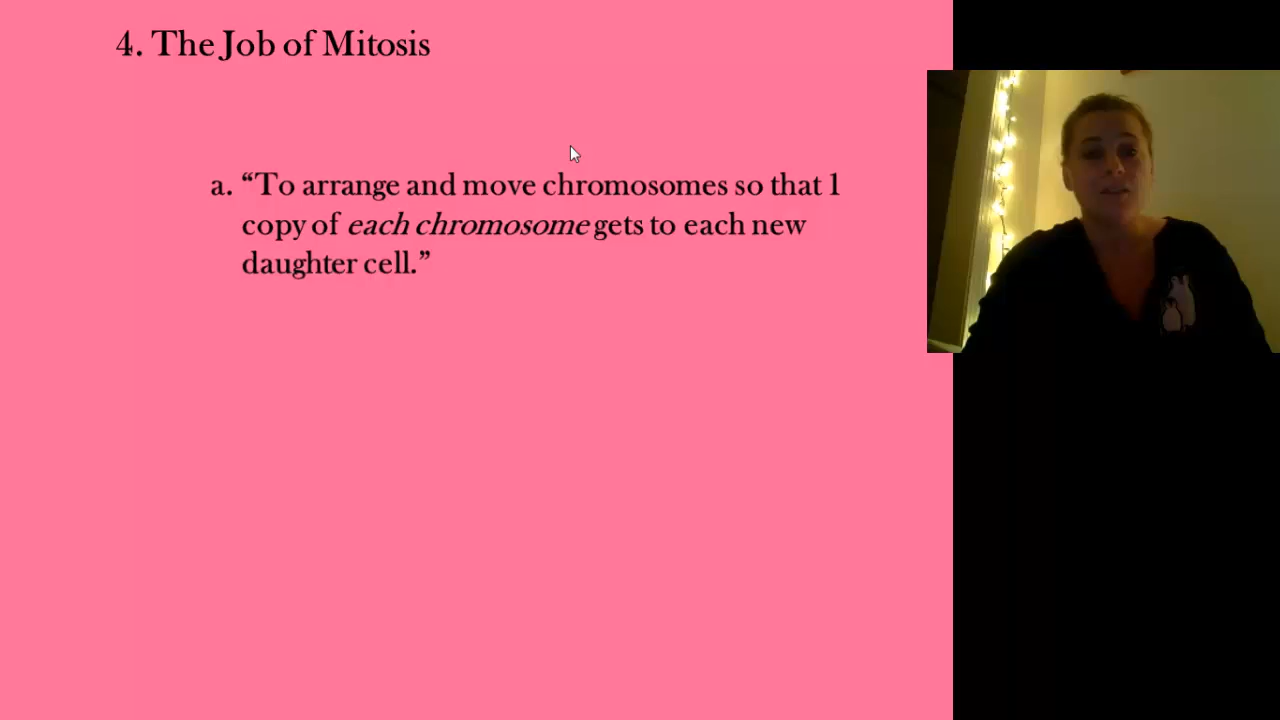 4. The Job of Mitosis
a. “To arrange and move chromosomes so that 1
copy of each chromosome gets to each new
daughter cell.”